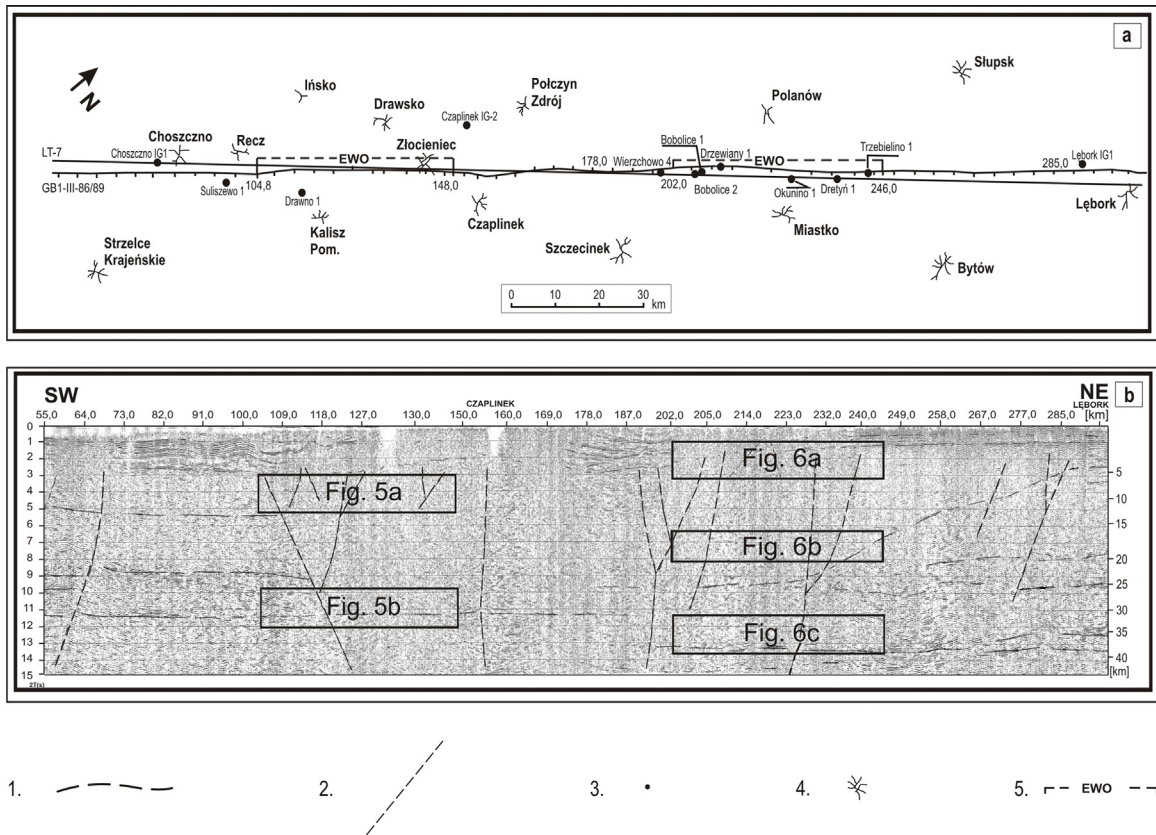 a
Słupsk
Ińsko
Połczyn
Zdrój
N
Drawsko
Czaplinek IG-2
Polanów
Choszczno
Recz
Złocieniec
Bobolice 1
Trzebielino 1
LT-7
Choszczno IG1
EWO
178,0
Wierzchowo 4
Drzewiany 1
EWO
285,0
Lębork IG1
GB1-III-86/89
Suliszewo 1
104,8
148,0
202,0
Bobolice 2
Okunino 1
Dretyń 1
246,0
Drawno 1
Lębork
Kalisz
Pom.
Czaplinek
Miastko
Strzelce
Krajeńskie
Szczecinek
Bytów
0 10 20 30
km
b
SW
NE
CZAPLINEK
LĘBORK
55,0 64,0 73,0 82,0 91,0 100,0 109,0 118,0 127,0 130,0 150,0 160,0 169,0 178,0 187,0 202,0 205,0 214,0 223,0 232,0 240,0 249,0 258,0 267,0 277,0 285,0 [km]
0
1
2
3
4
5
6
7
8
9
10
11
12
13
14
15
2T(s)
Fig. 5a
Fig. 5b
Fig. 6a
Fig. 6b
Fig. 6c
5
10
15
20
25
30
35
40
[km]
1.
2.
3.
4.
5. EWO